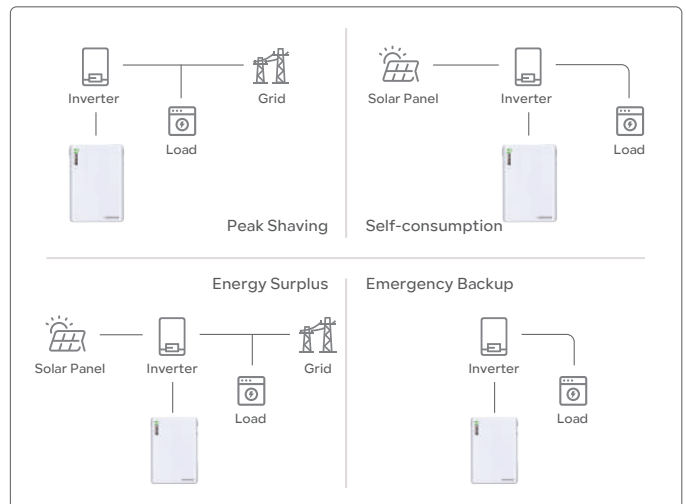 Inverter
Grid
Load
Peak Shaving
Solar Panel
Inverter
Load
Self-consumption
Energy Surplus
Solar Panel
Inverter
Grid
Load
Emergency Backup
Inverter
Load